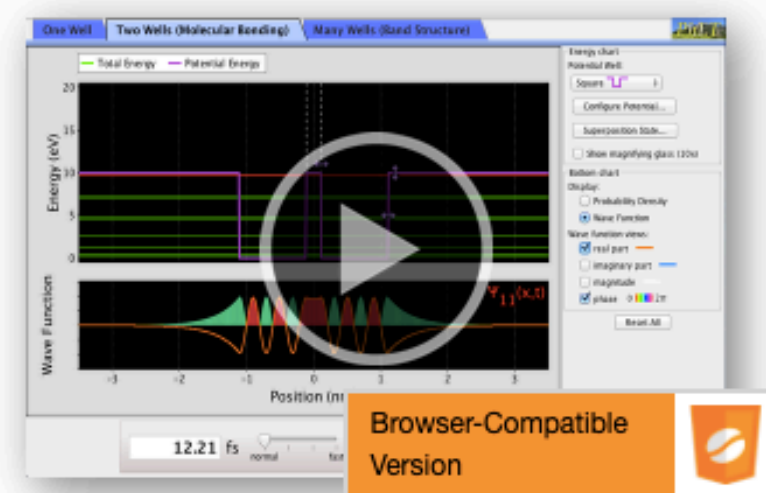 One Well Two Wells (Molecular Bonding) Many Wells (Band Structure)
Total Energy Potential Energy
Energy chart
Potential Well:
Square
Configure Potential...
Superposition State...
Show magnifying glass (10x)
Energy (eV)
20
15
10
5
0
Bottom chart
Display:
Probability Density
Wave Function
Wave function views:
real part
imaginary part
magnitude
phase 0 2π
Reset All
Wave Function
Ψ11(x,t)
-3 -2 -1 0 1 2 3
Position
12.21 fs
normal
Browser-Compatible
Version